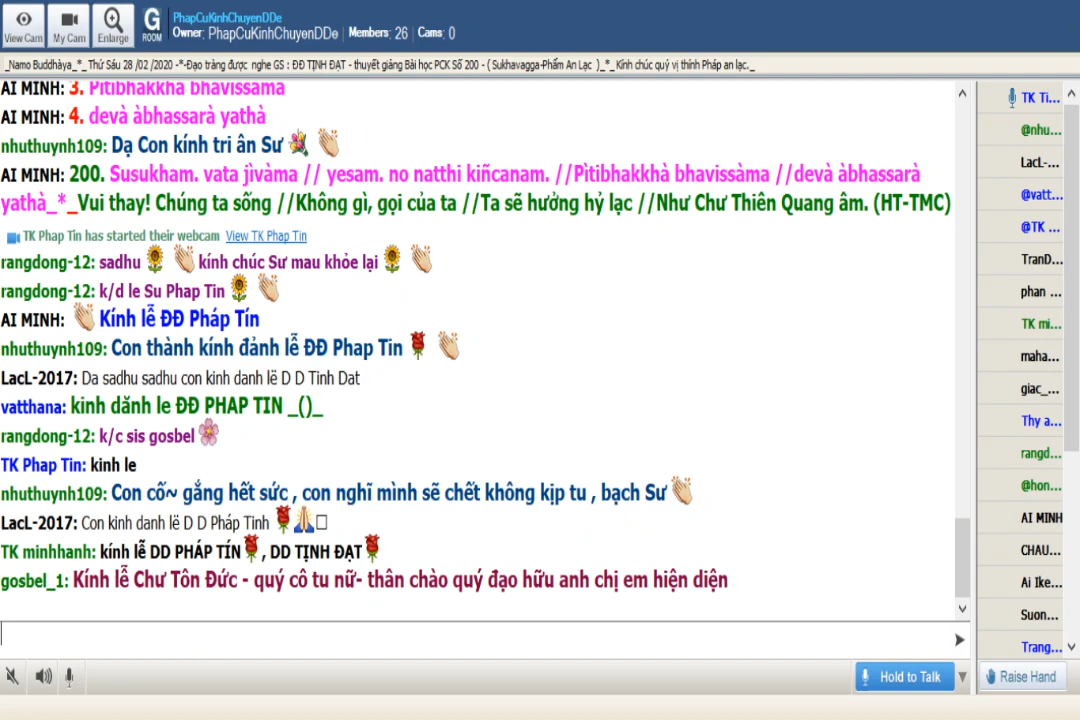 PhapCuKinhChuyenDDe
Owner: PhapCuKinhChuyenDDe Members: 26 Cams: 0
View Cam My Cam Enlarge G ROOM
_Namo Buddhàya_*_ Thứ Sáu 28 /02 /2020 -*-Đạo tràng được nghe GS : ĐĐ TỊNH ĐẠT - thuyết giảng Bài học PCK Số 200 - ( Sukhavagga-Phẩm An Lạc )_*_ Kính chúc quý vị thính Pháp an lạc._
AI MINH: 3. Pìtibhakkhà bhavissàma
AI MINH: 4. devà àbhassarà yathà
nhuthuynh109: Dạ Con kính tri ân Sư
AI MINH: 200. Susukham. vata jìvàma // yesam. no natthi kiñcanam. //Pìtibhakkhà bhavissàma //devà àbhassarà
yathà_*_Vui thay! Chúng ta sống //Không gì, gọi của ta //Ta sẽ hưởng hỷ lạc //Như Chư Thiên Quang âm. (HT-TMC)
TK Phap Tin has started their webcam View TK Phap Tin
rangdong-12: sadhu kính chúc Sư mau khỏe lại
rangdong-12: k/d le Su Phap Tin
AI MINH: Kính lễ ĐĐ Pháp Tín
nhuthuynh109: Con thành kính đảnh lễ ĐĐ Phap Tin
LacL-2017: Da sadhu sadhu con kinh danh lë D D Tinh Dat
vatthana: kinh dănh le ĐĐ PHAP TIN _()_
rangdong-12: k/c sis gosbel
TK Phap Tin: kinh le
nhuthuynh109: Con cố~ gắng hết sức , con nghĩ mình sẽ chết không kịp tu , bạch Sư
LacL-2017: Con kinh danh lë D D Pháp Tinh
TK minhhanh: kính lễ DD PHÁP TÍN , DD TỊNH ĐẠT
gosbel_1: Kính lễ Chư Tôn Đức - quý cô tu nữ- thân chào quý đạo hữu anh chị em hiện diện
TK Ti...
@nhu...
LacL-...
@vatt...
@TK ...
TranD...
phan ...
TK mi...
maha...
giac_...
Thy a...
rangd...
@hon...
AI MINH
CHAU...
Ai Ike...
Suon...
Trang...
Hold to Talk
Raise Hand